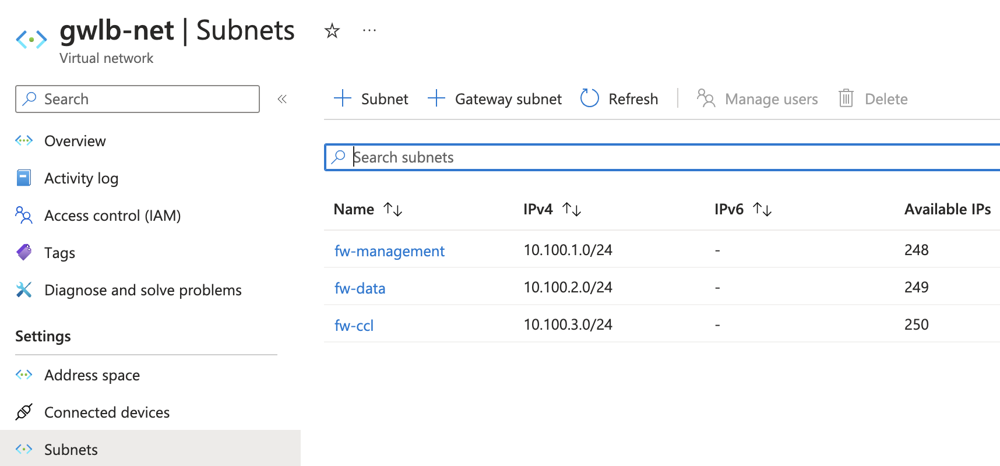 gwlb-net | Subnets
Virtual network
Search
Overview
Activity log
Access control (IAM)
Tags
Diagnose and solve problems
Settings
Address space
Connected devices
Subnets
Subnet Gateway subnet Refresh Manage users Delete
Search subnets
Name IPv4 IPv6 Available IPs
fw-management 10.100.1.0/24 - 248
fw-data 10.100.2.0/24 - 249
fw-ccl 10.100.3.0/24 - 250